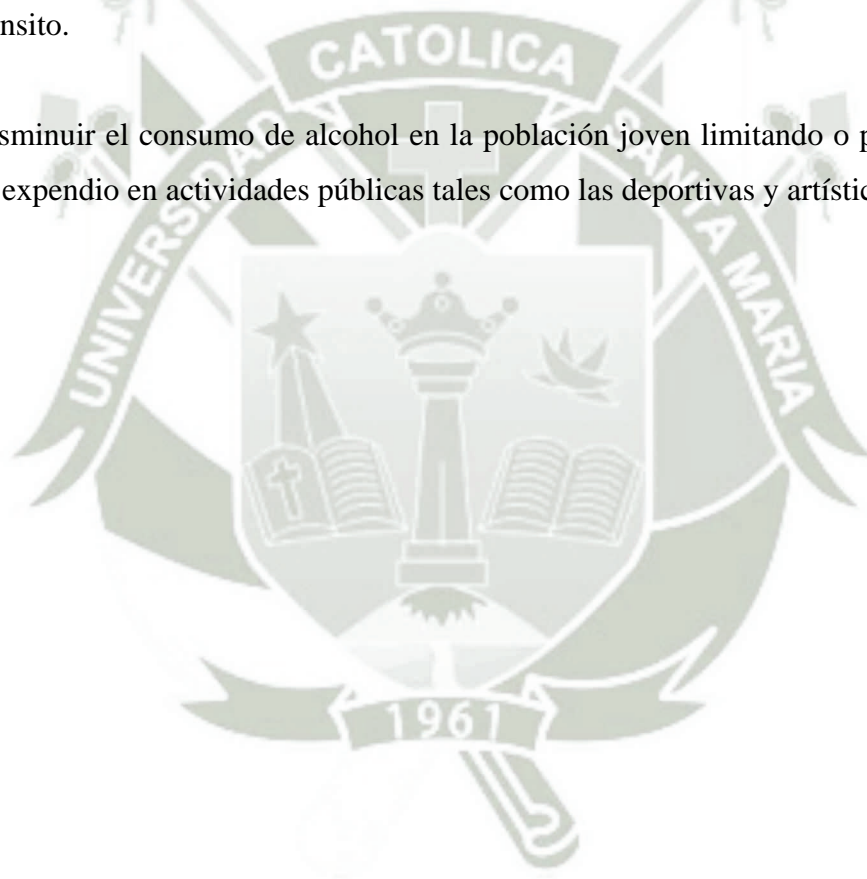 nsito.
sminuir el consumo de alcohol en la población joven limitando o p
expendio en actividades públicas tales como las deportivas y artístic
UNIVERSIDAD CATOLICA SANTA MARIA
1961